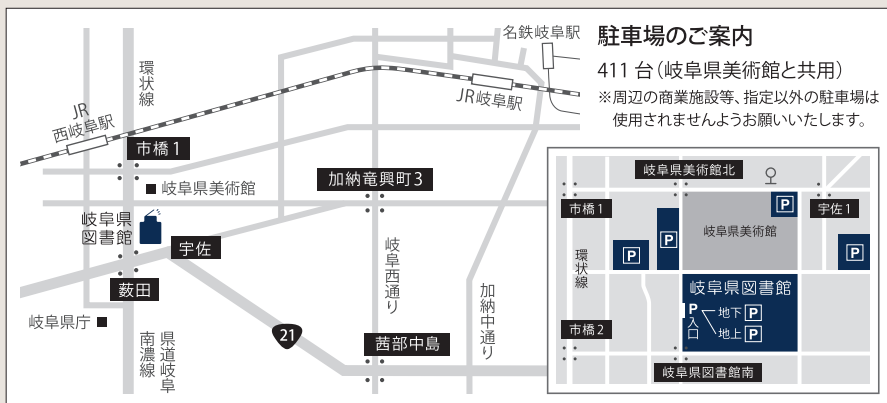 駐車場のご案内
411台(岐阜県美術館と共用)
※周辺の商業施設等、指定以外の駐車場は
使用されませんようお願いいたします。
名鉄岐阜駅
JR岐阜駅
環状線
JR
西岐阜駅
市橋1
岐阜県美術館
加納竜興町3
岐阜県
図書館
宇佐
薮田
岐阜県庁
県道岐阜
南濃線
21
岐阜西通り
加納中通り
茜部中島
岐阜県美術館北
市橋1
P
宇佐1
岐阜県美術館
P
P
P
環状線
岐阜県図書館
P入口
地下P
地上P
市橋2
岐阜県図書館南